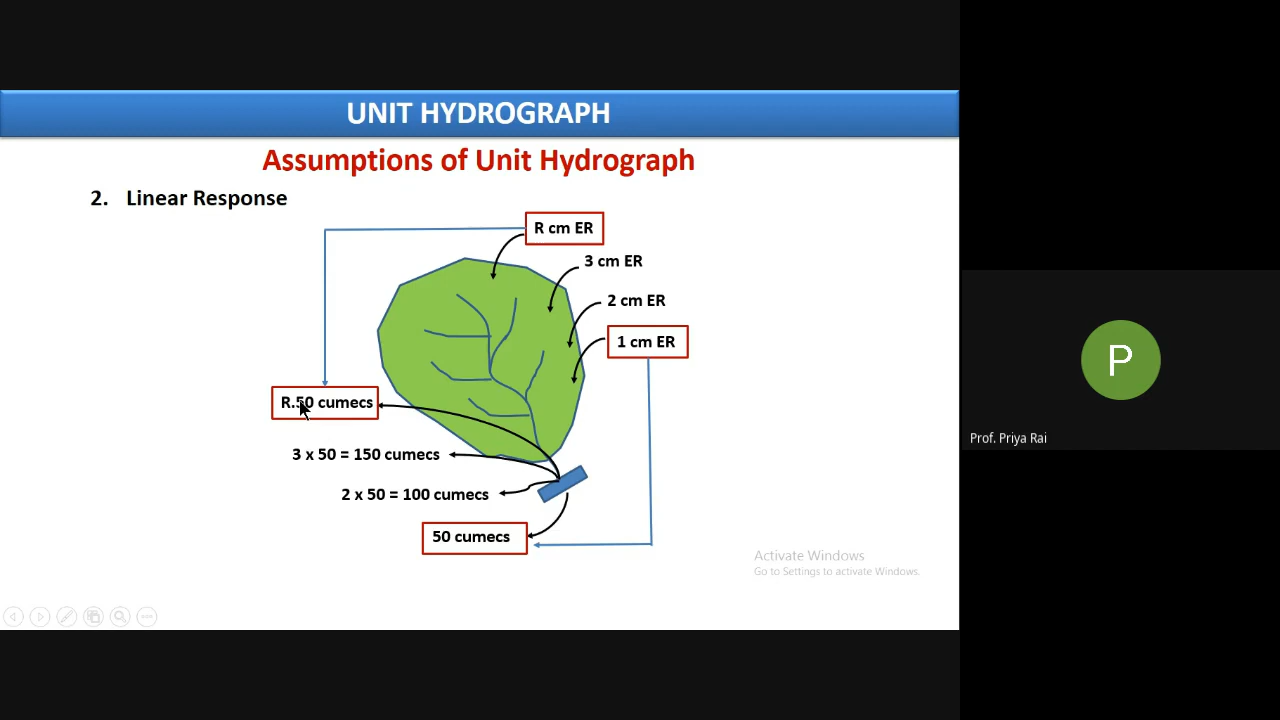 UNIT HYDROGRAPH
Assumptions of Unit Hydrograph
2. Linear Response
R cm ER
3 cm ER
2 cm ER
1 cm ER
R.50 cumecs
3 x 50 = 150 cumecs
2 x 50 = 100 cumecs
50 cumecs
Activate Windows
Go to Settings to activate Windows.
P
Prof. Priya Rai